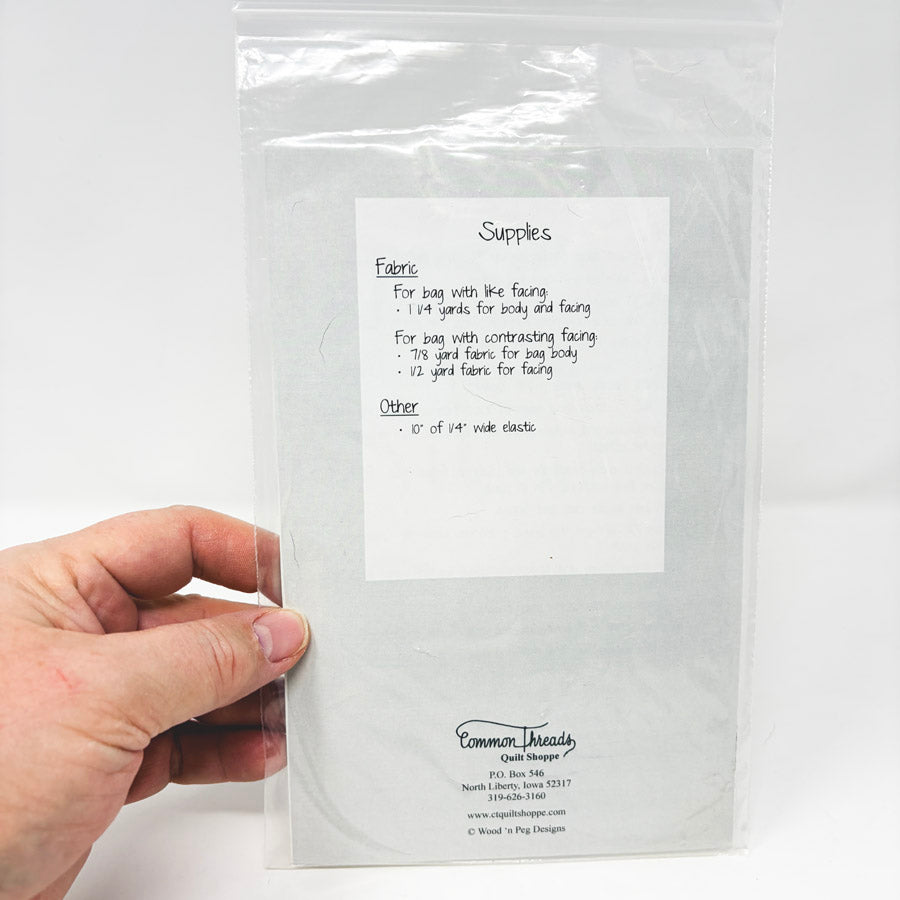 Supplies
Fabric
For bag with like facing:
• 1 1/4 yards for body and facing
For bag with contrasting facing:
• 7/8 yard fabric for bag body
• 1/2 yard fabric for facing
Other
• 10" of 1/4" wide elastic
Common Threads
Quilt Shoppe
P.O. Box 546
North Liberty, Iowa 52317
319-626-3160
www.ctquiltshoppe.com
© Wood 'n Peg Designs